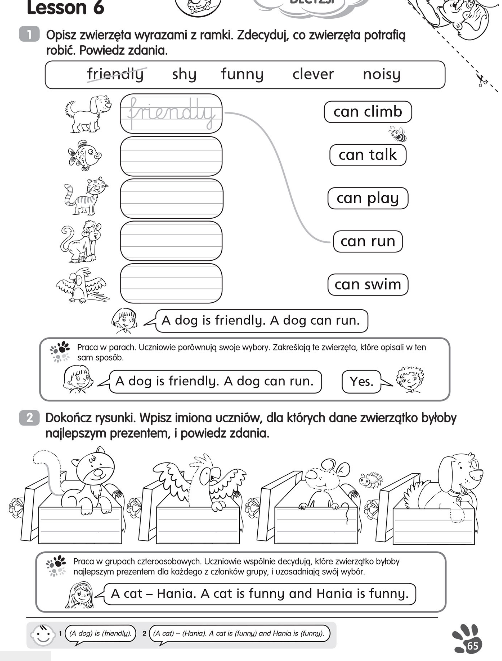 Lesson 6
1 Opisz zwierzęta wyrazami z ramki. Zdecyduj, co zwierzęta potrafią
robić. Powiedz zdania.
friendly shy funny clever noisy
friendly
can climb
can talk
can play
can run
can swim
A dog is friendly. A dog can run.
Praca w parach. Uczniowie porównują swoje wybory. Zakreślają te zwierzęta, które opisali w ten
sam sposób.
A dog is friendly. A dog can run.
Yes.
2 Dokończ rysunki. Wpisz imiona uczniów, dla których dane zwierzątko byłoby
najlepszym prezentem, i powiedz zdania.
Praca w grupach czteroosobowych. Uczniowie wspólnie decydują, które zwierzątko byłoby
najlepszym prezentem dla każdego z członków grupy, i uzasadniają swój wybór.
A cat – Hania. A cat is funny and Hania is funny.
1 (A dog) is (friendly). 2 (A cat) – (Hania). A cat is (funny) and Hania is (funny).
65